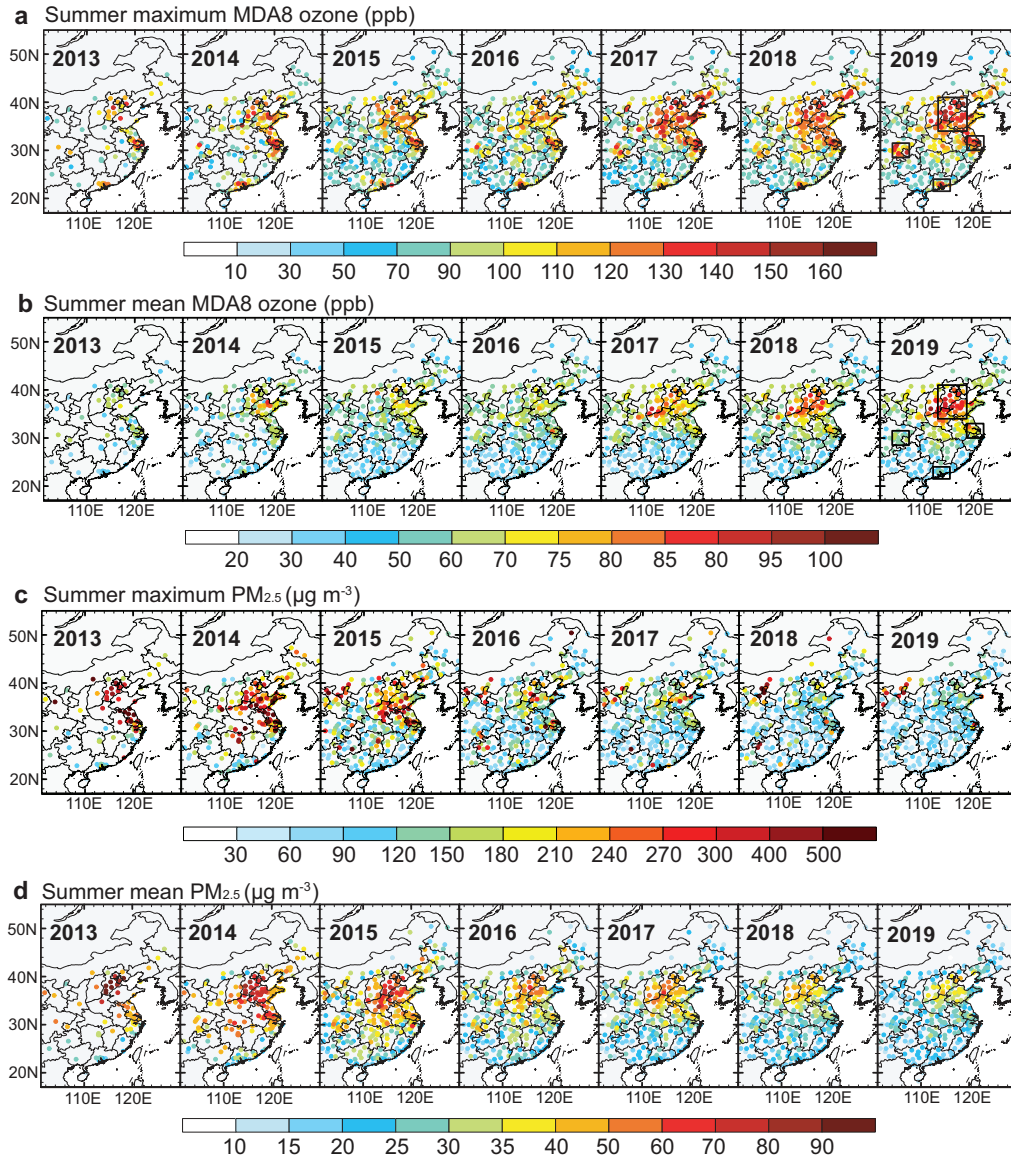 a Summer maximum MDA8 ozone (ppb)
2013 2014 2015 2016 2017 2018 2019
50N
40N
30N
20N
110E 120E 110E 120E 110E 120E 110E 120E 110E 120E 110E 120E 110E 120E
10 30 50 70 90 100 110 120 130 140 150 160
b Summer mean MDA8 ozone (ppb)
2013 2014 2015 2016 2017 2018 2019
50N
40N
30N
20N
110E 120E 110E 120E 110E 120E 110E 120E 110E 120E 110E 120E 110E 120E
20 30 40 50 60 70 75 80 85 80 95 100
c Summer maximum PM2.5 (μg m-3)
2013 2014 2015 2016 2017 2018 2019
50N
40N
30N
20N
110E 120E 110E 120E 110E 120E 110E 120E 110E 120E 110E 120E 110E 120E
30 60 90 120 150 180 210 240 270 300 400 500
d Summer mean PM2.5 (μg m-3)
2013 2014 2015 2016 2017 2018 2019
50N
40N
30N
20N
110E 120E 110E 120E 110E 120E 110E 120E 110E 120E 110E 120E 110E 120E
10 15 20 25 30 35 40 50 60 70 80 90